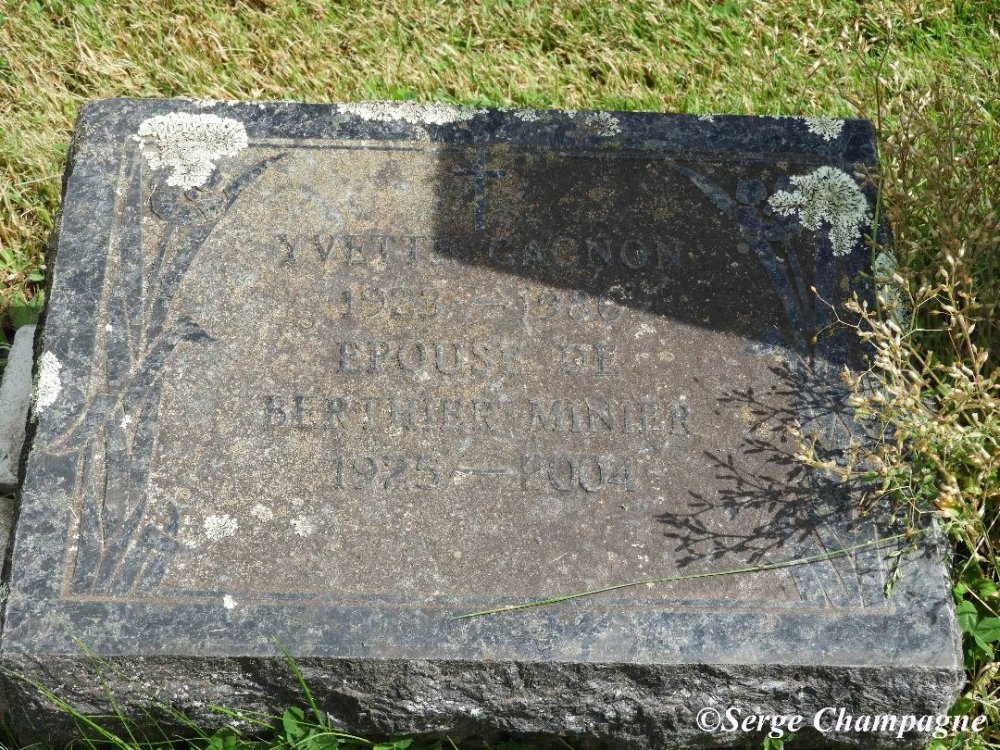 YVETTE GAGNON
1923 — 1986
EPOUSE DE
BERTHIER MINIER
1925 — 2004
©Serge Champagne